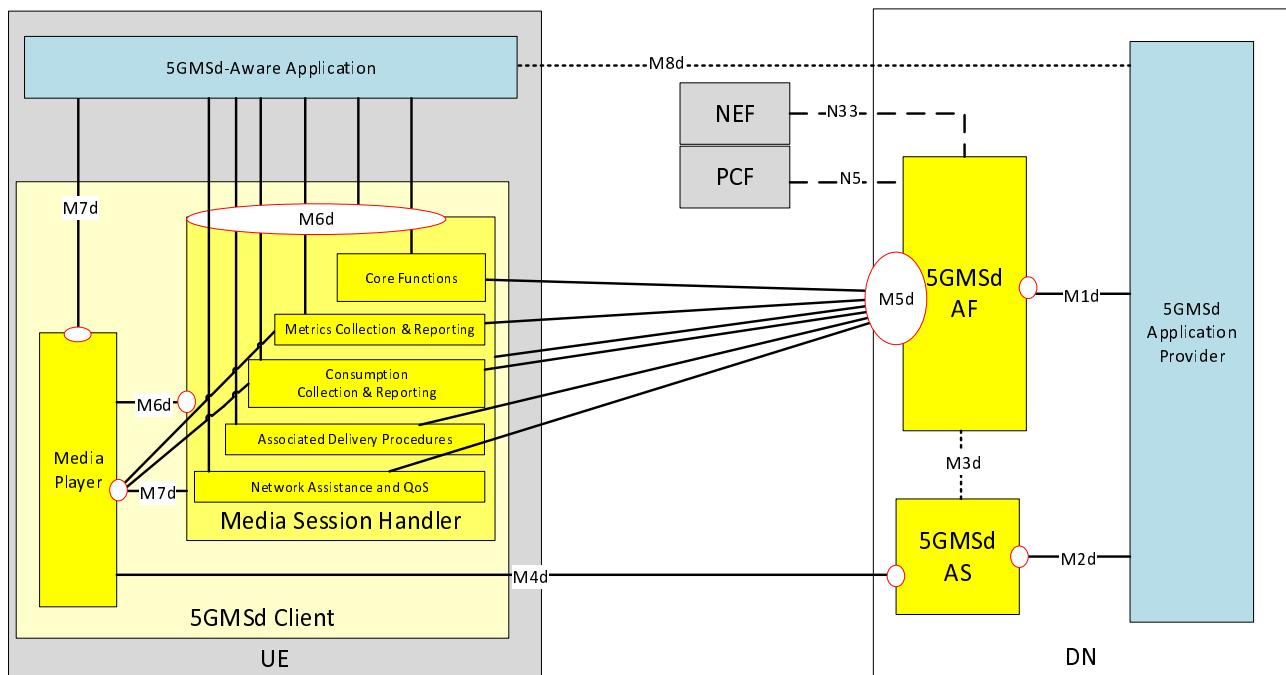 5GMSd-Aware Application
M8d
NEF
N33
PCF
N5
M7d
M6d
Core Functions
5GMSd
AF
M5d
M1d
5GMSd
Application
Provider
Metrics Collection & Reporting
Consumption
Collection & Reporting
M6d
Associated Delivery Procedures
Media
Player
M7d
Network Assistance and QoS
Media Session Handler
M3d
5GMSd
AS
M2d
M4d
5GMSd Client
UE
DN